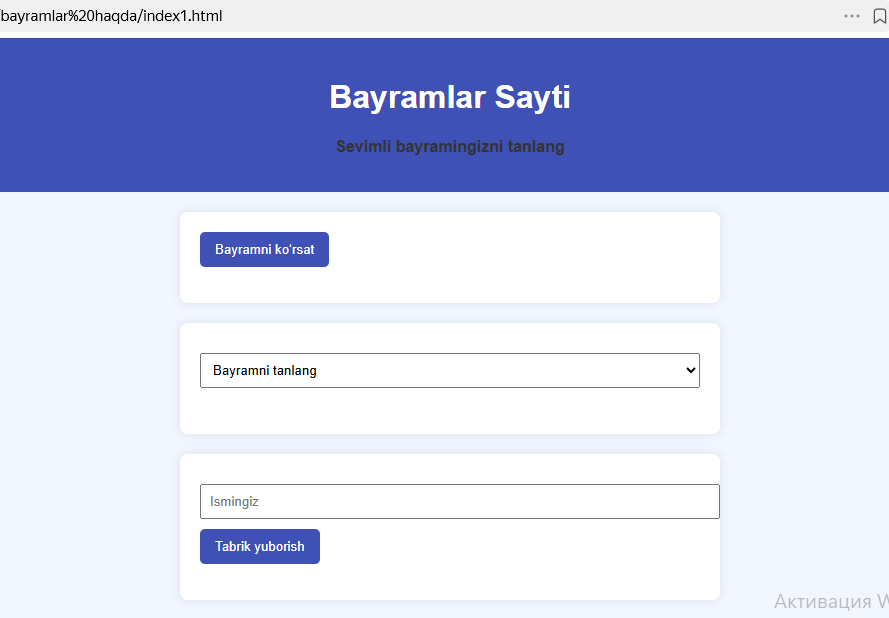 bayramlar%20haqda/index1.html
Bayramlar Sayti
Sevimli bayramingizni tanlang
Bayramni ko‘rsat
Bayramni tanlang
Ismingiz
Tabrik yuborish
Активация W